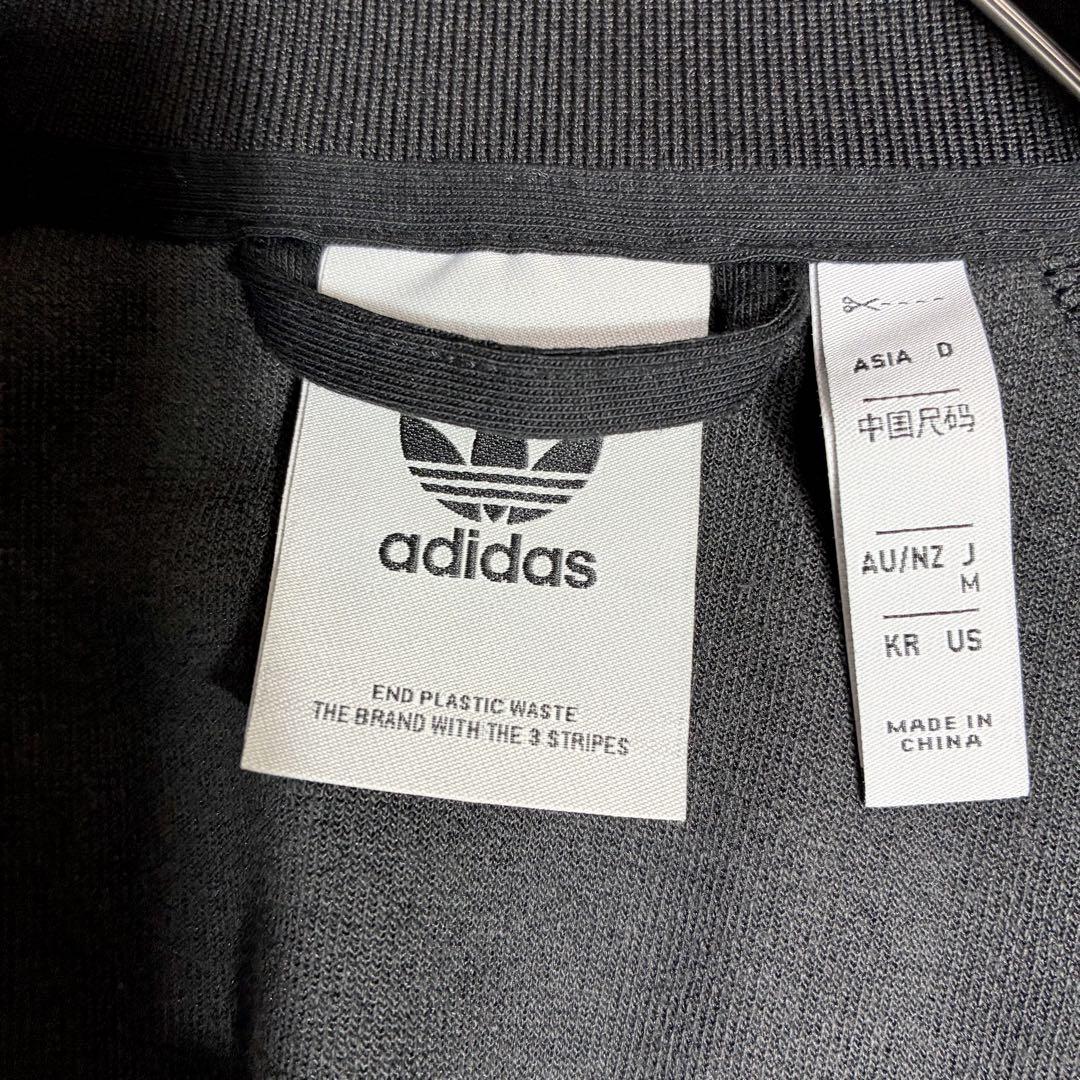 adidas
END PLASTIC WASTE
THE BRAND WITH THE 3 STRIPES
ASIA D
中国尺码
AU/NZ J
M
KR US
MADE IN
CHINA